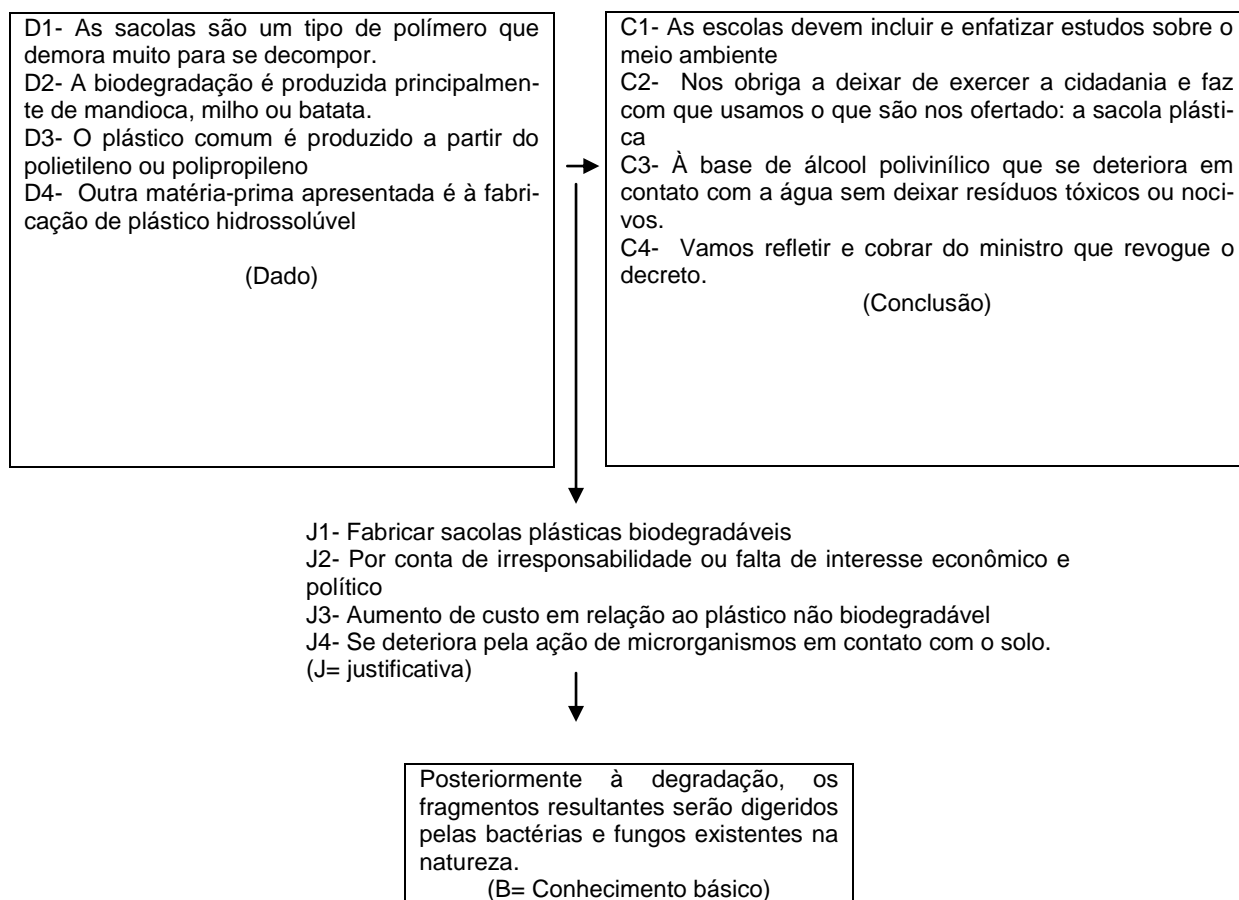 D1- As sacolas são um tipo de polímero que
demora muito para se decompor.
D2- A biodegradação é produzida principalmen-
te de mandioca, milho ou batata.
D3- O plástico comum é produzido a partir do
polietileno ou polipropileno
D4- Outra matéria-prima apresentada é à fabri-
cação de plástico hidrossolúvel
(Dado)
C1- As escolas devem incluir e enfatizar estudos sobre o
meio ambiente
C2- Nos obriga a deixar de exercer a cidadania e faz
com que usamos o que são nos ofertado: a sacola plásti-
ca
C3- À base de álcool polivinílico que se deteriora em
contato com a água sem deixar resíduos tóxicos ou noci-
vos.
C4- Vamos refletir e cobrar do ministro que revogue o
decreto.
(Conclusão)
J1- Fabricar sacolas plásticas biodegradáveis
J2- Por conta de irresponsabilidade ou falta de interesse econômico e
político
J3- Aumento de custo em relação ao plástico não biodegradável
J4- Se deteriora pela ação de microrganismos em contato com o solo.
(J= justificativa)
Posteriormente à degradação, os
fragmentos resultantes serão digeridos
pelas bactérias e fungos existentes na
natureza.
(B= Conhecimento básico)